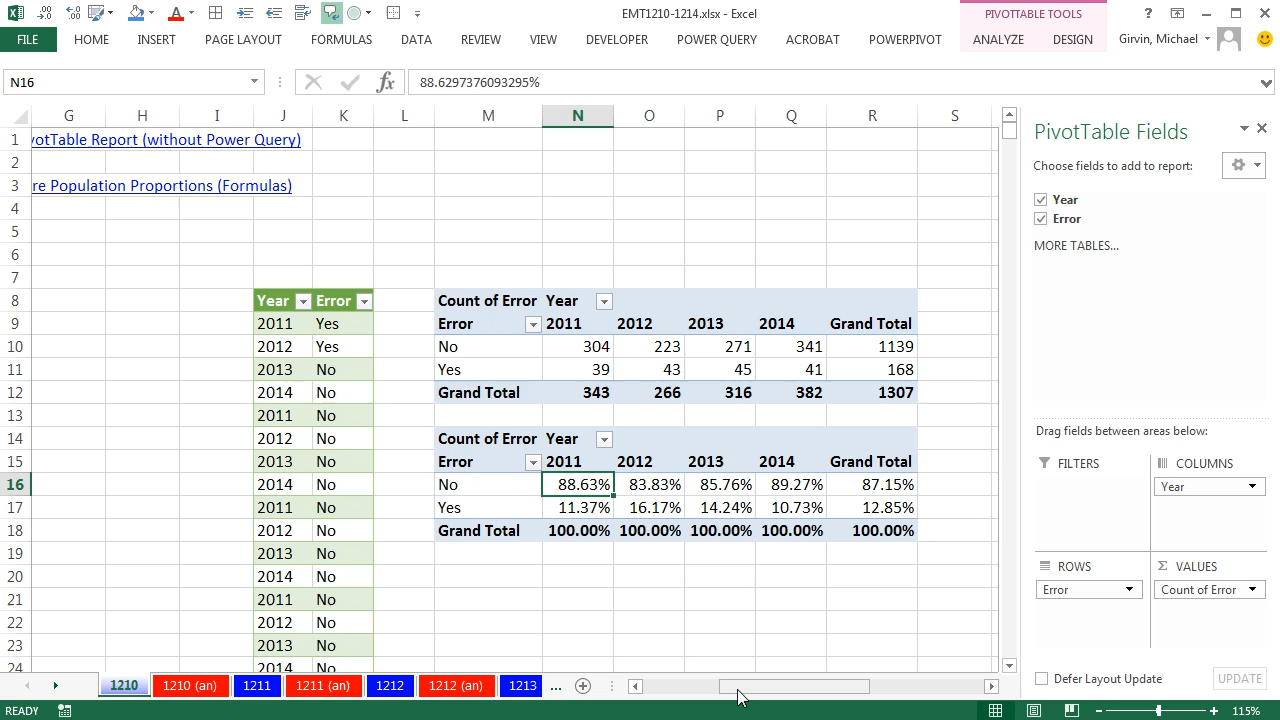 EMT1210-1214.xlsx - Excel
PIVOTTABLE TOOLS
FILE HOME INSERT PAGE LAYOUT FORMULAS DATA REVIEW VIEW DEVELOPER POWER QUERY ACROBAT POWERPIVOT ANALYZE DESIGN Girvin, Michael
N16 fx 88.6297376093295%
G H I J K L M N O P Q R S
1 votTable Report (without Power Query)
2
3 re Population Proportions (Formulas)
4
5
6
7
8 Year Error Count of Error Year
9 2011 Yes Error 2011 2012 2013 2014 Grand Total
10 2012 Yes No 304 223 271 341 1139
11 2013 No Yes 39 43 45 41 168
12 2014 No Grand Total 343 266 316 382 1307
13 2011 No
14 2012 No Count of Error Year
15 2013 No Error 2011 2012 2013 2014 Grand Total
16 2014 No No 88.63% 83.83% 85.76% 89.27% 87.15%
17 2011 No Yes 11.37% 16.17% 14.24% 10.73% 12.85%
18 2012 No Grand Total 100.00% 100.00% 100.00% 100.00% 100.00%
19 2013 No
20 2014 No
21 2011 No
22 2012 No
23 2013 No
24 2014 No
PivotTable Fields
Choose fields to add to report:
Year
Error
MORE TABLES...
Drag fields between areas below:
FILTERS COLUMNS
Year
ROWS Σ VALUES
Error Count of Error
Defer Layout Update UPDATE
1210 1210 (an) 1211 1211 (an) 1212 1212 (an) 1213 ...
READY 115%